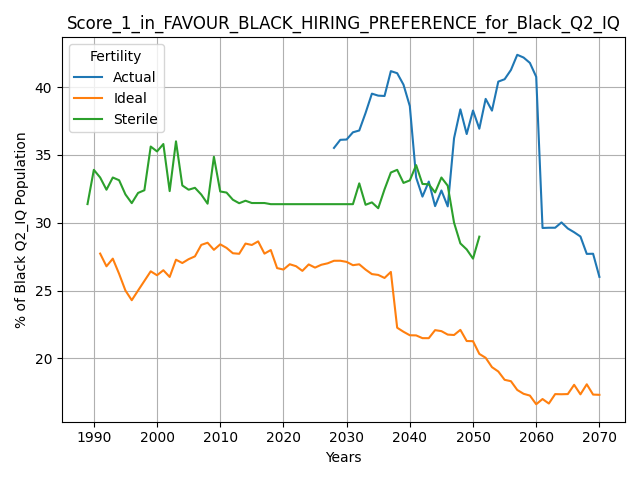 Score_1_in_FAVOUR_BLACK_HIRING_PREFERENCE_for_Black_Q2_IQ
Fertility
Actual
Ideal
Sterile
% of Black Q2_IQ Population
40
35
30
25
20
1990 2000 2010 2020 2030 2040 2050 2060 2070
Years